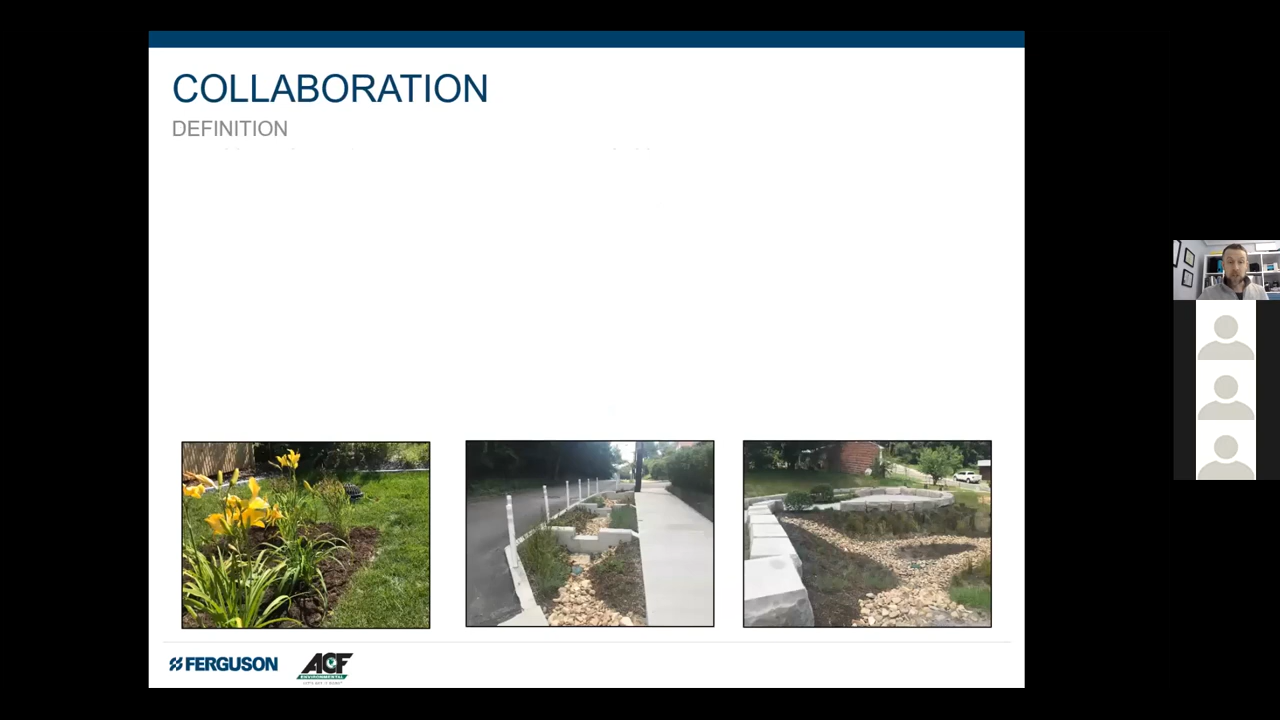 COLLABORATION
DEFINITION
FERGUSON
ACF
ENVIRONMENTAL